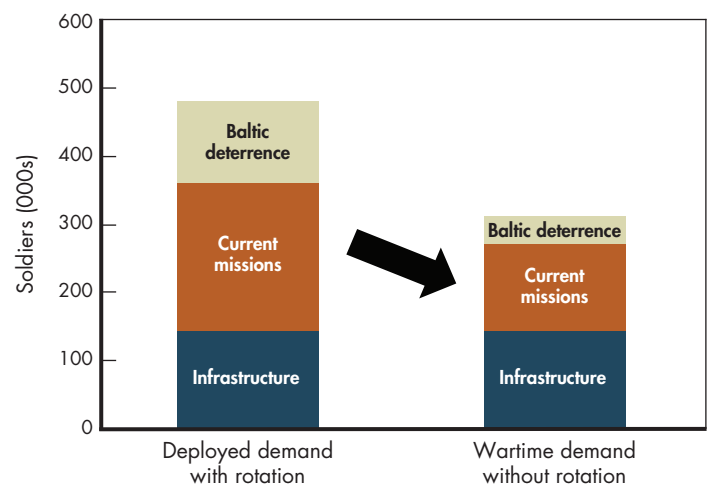 600
500
400
300
200
100
0
Soldiers (000s)
Baltic
deterrence
Current
missions
Infrastructure
Baltic deterrence
Current
missions
Infrastructure
Deployed demand
with rotation
Wartime demand
without rotation